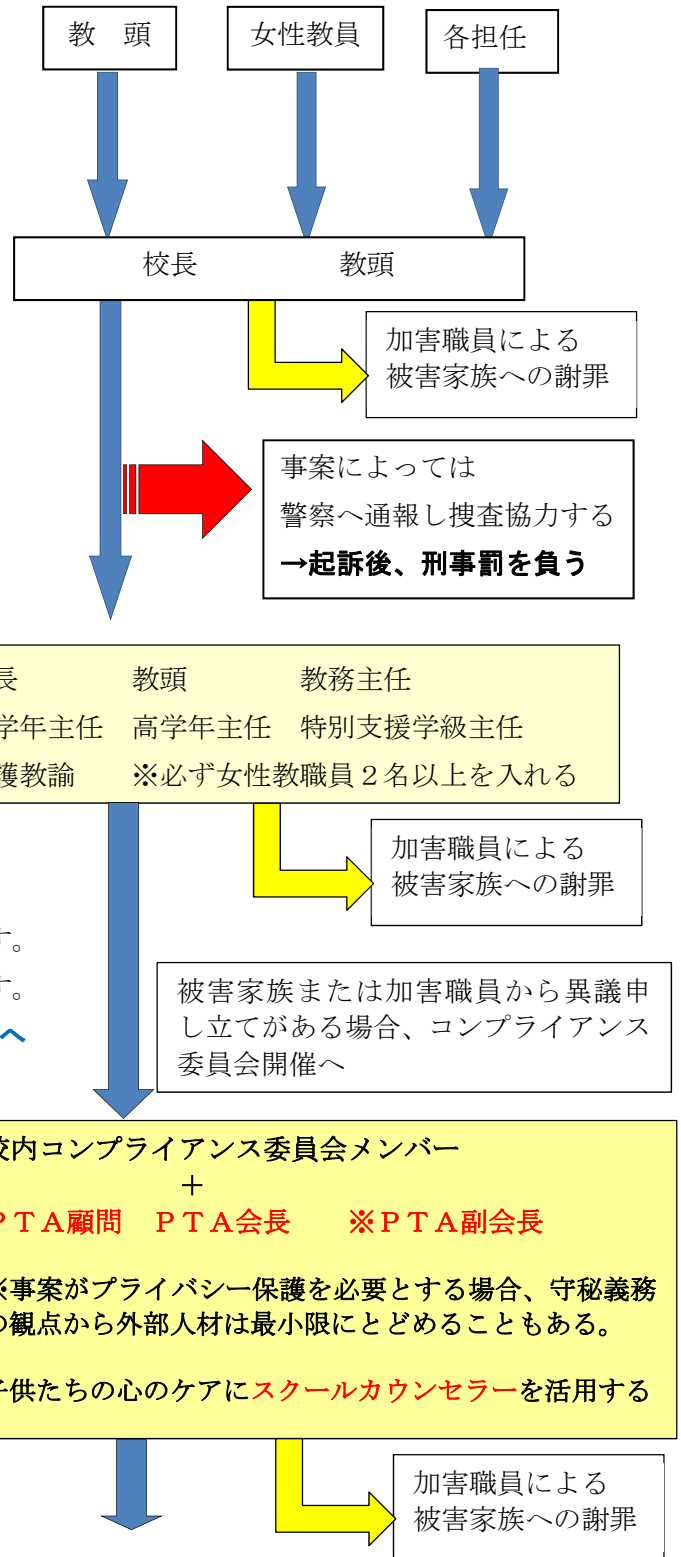 教　頭
女性教員
各担任
校長　　　　　教頭
加害職員による
被害家族への謝罪
事案によっては
警察へ通報し捜査協力する
→起訴後、刑事罰を負う
長　　　　教頭　　　　教務主任
学年主任　高学年主任　特別支援学級主任
護教諭　　※必ず女性教職員２名以上を入れる
加害職員による
被害家族への謝罪
す。
す。
へ
被害家族または加害職員から異議申
し立てがある場合、コンプライアンス
委員会開催へ
校内コンプライアンス委員会メンバー
＋
ＰＴＡ顧問　ＰＴＡ会長　　※ＰＴＡ副会長
※事案がプライバシー保護を必要とする場合、守秘義務
の観点から外部人材は最小限にとどめることもある。
子供たちの心のケアにスクールカウンセラーを活用する
加害職員による
被害家族への謝罪